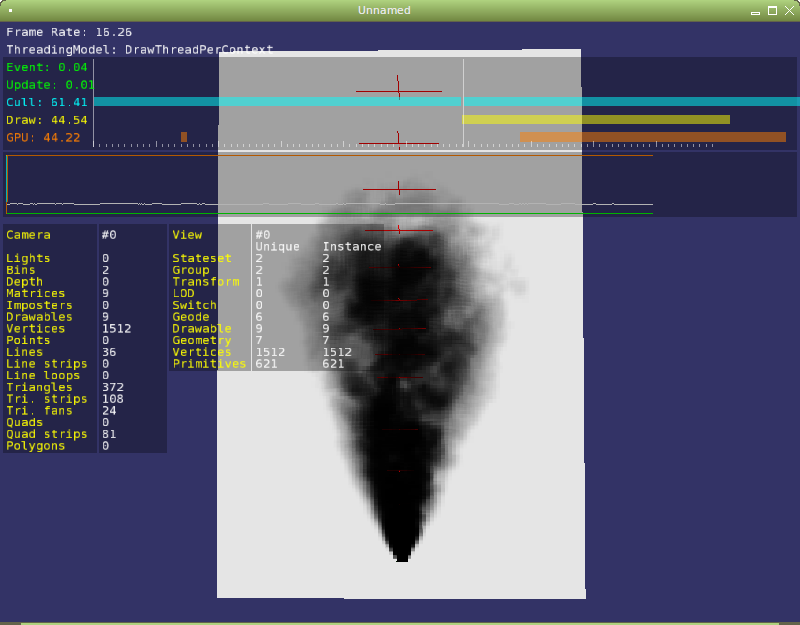 Unnamed
Frame Rate: 16.26
ThreadingModel: DrawThreadPerContext
Event: 0.04
Update: 0.01
Cull: 61.41
Draw: 44.54
GPU: 44.22
Camera #0
Lights 0
Bins 2
Depth 0
Matrices 9
Imposters 0
Drawables 9
Vertices 1512
Points 0
Lines 36
Line strips 0
Line loops 0
Triangles 372
Tri. strips 108
Tri. fans 24
Quads 0
Quad strips 81
Polygons 0
View #0
Unique Instance
Stateset 2 2
Group 2 2
Transform 1 1
LOD 0 0
Switch 0 0
Geode 6 6
Drawable 9 9
Geometry 7 7
Vertices 1512 1512
Primitives 621 621